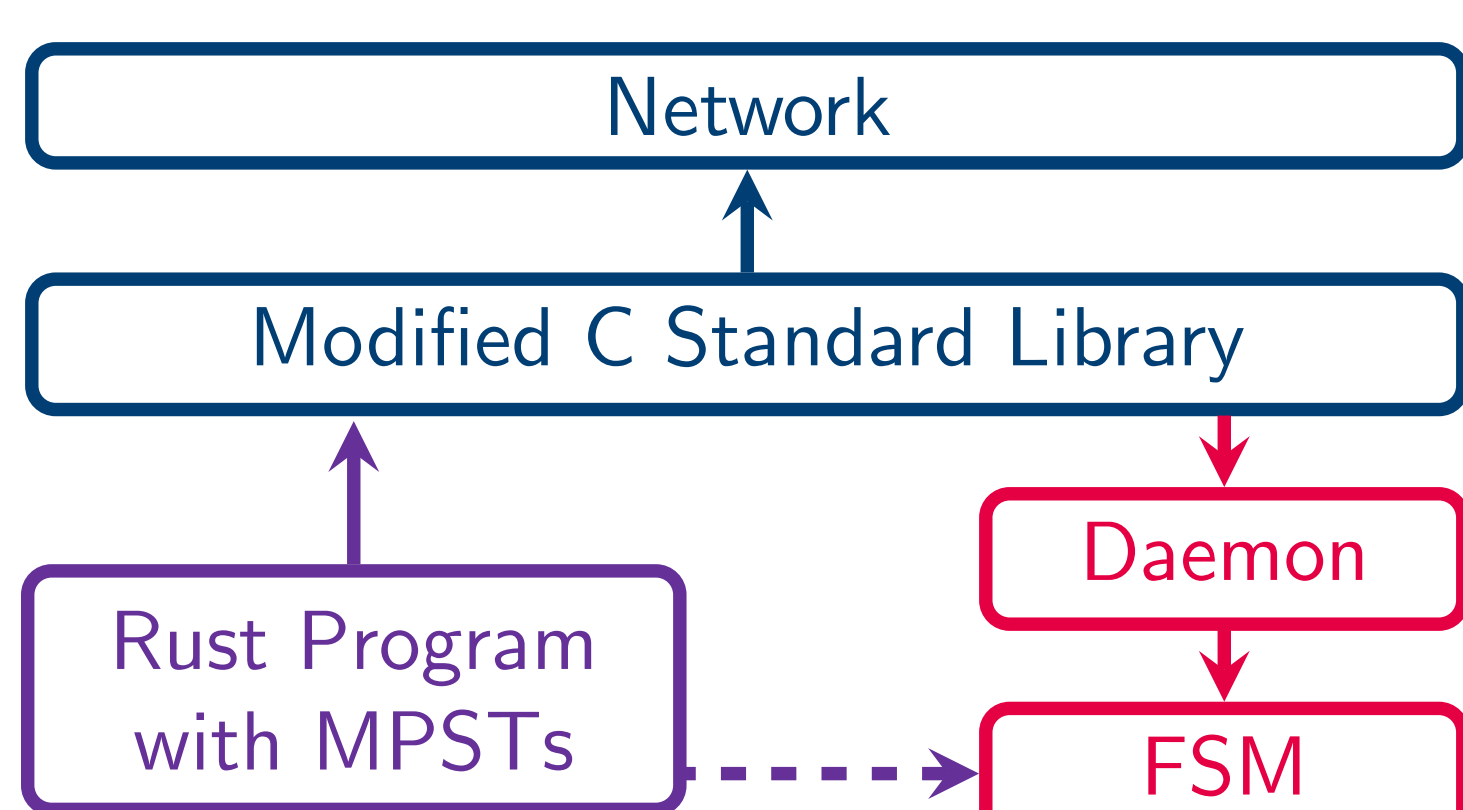 Network
Modified C Standard Library
Daemon
Rust Program
with MPSTs
FSM